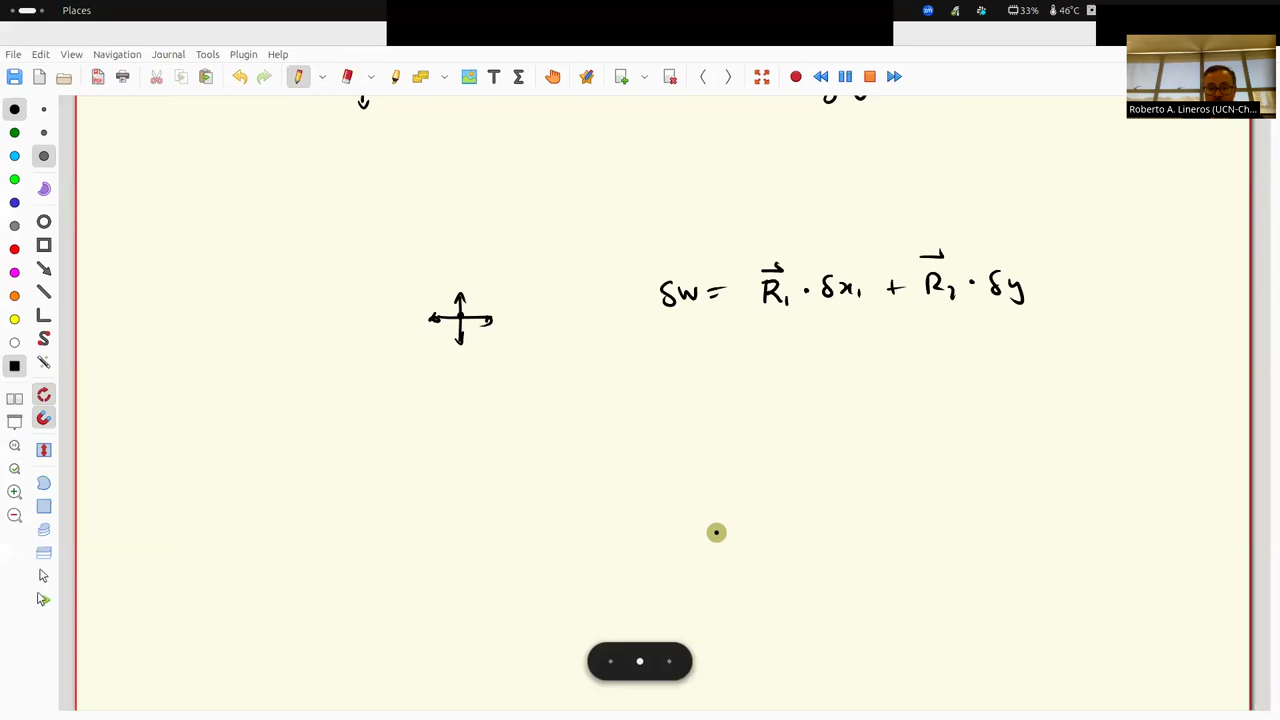 Places
33%
46°C
File Edit View Navigation Journal Tools Plugin Help
Roberto A. Lineros (UCN-Ch...
δW = R⃗₁ · δx₁ + R⃗₂ · δy